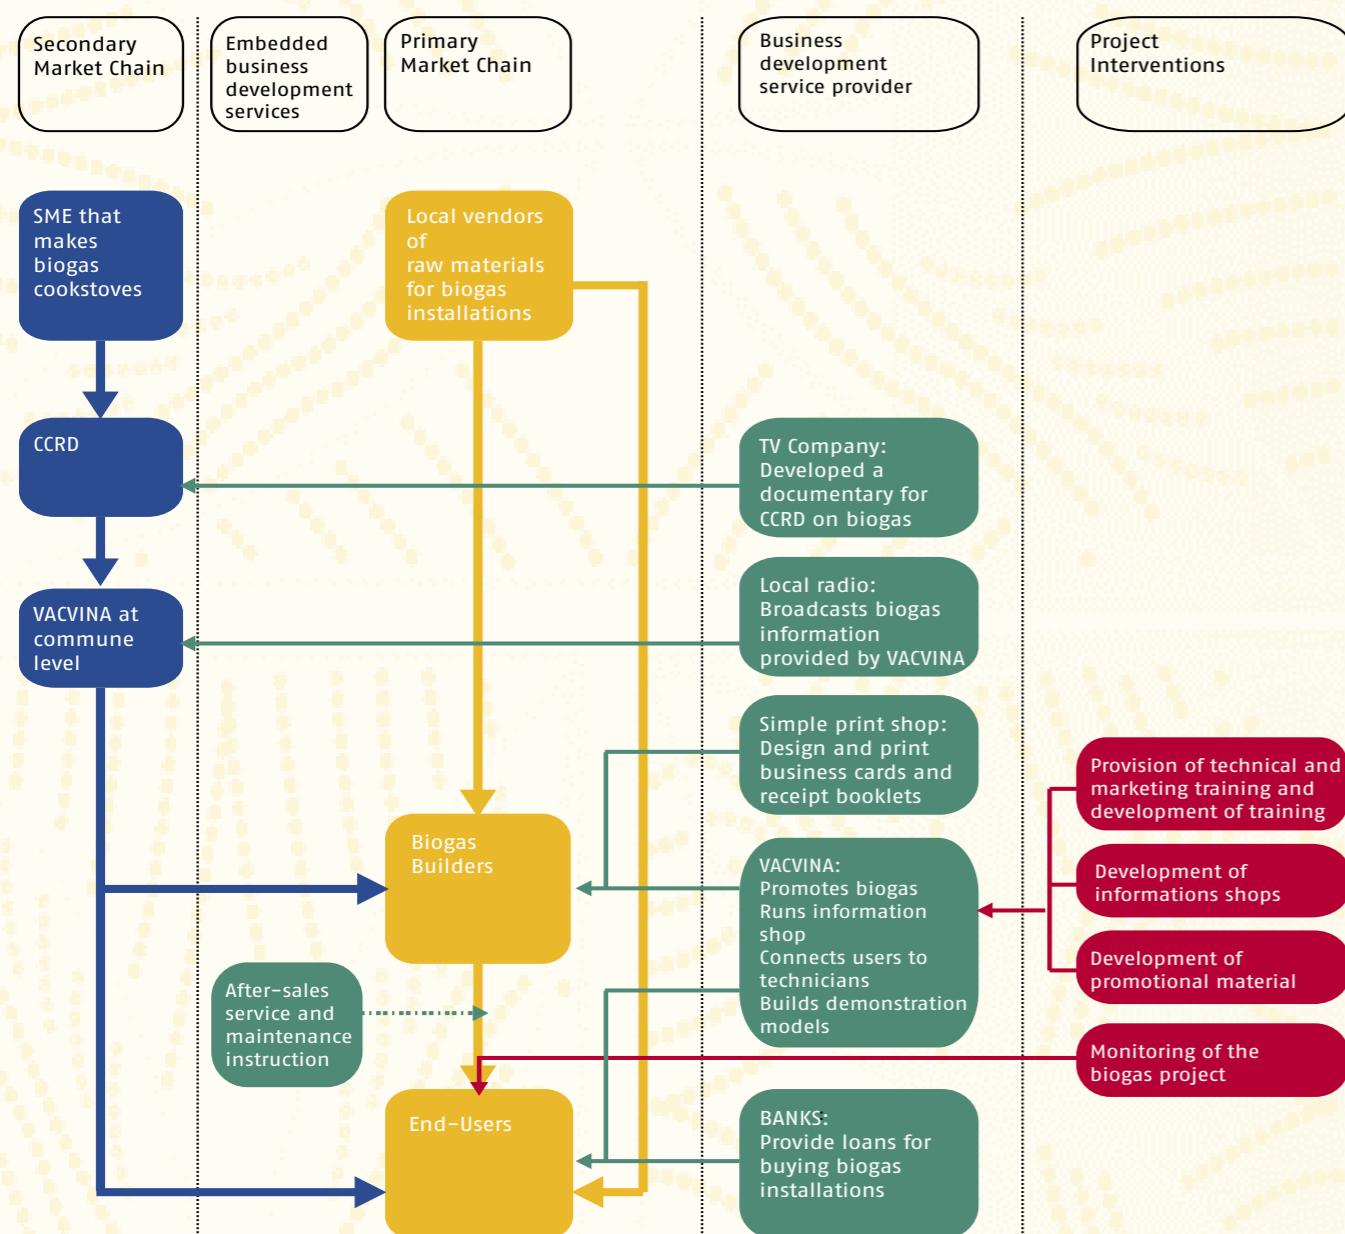 Secondary
Market Chain
Embedded
business
development
services
Primary
Market Chain
Business
development
service provider
Project
Interventions
SME that
makes
biogas
cookstoves
Local vendors
of
raw materials
for biogas
installations
CCRD
TV Company:
Developed a
documentary for
CCRD on biogas
VACVINA at
commune
level
Local radio:
Broadcasts biogas
information
provided by VACVINA
Simple print shop:
Design and print
business cards and
receipt booklets
Provision of technical and
marketing training and
development of training
Biogas
Builders
VACVINA:
Promotes biogas
Runs information
shop
Connects users to
technicians
Builds demonstration
models
Development of
informations shops
Development of
promotional material
After-sales
service and
maintenance
instruction
Monitoring of the
biogas project
End-Users
BANKS:
Provide loans for
buying biogas
installations